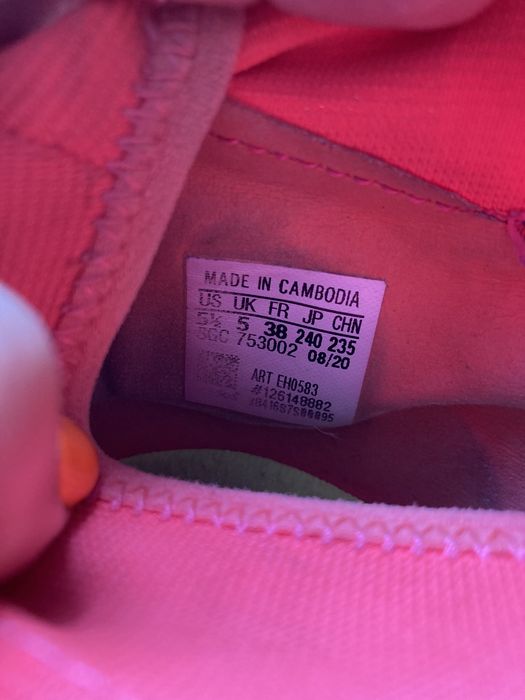 MADE IN CAMBODIA
US UK FR JP CHN
5½ 5 38 240 235
SGC 753002 08/20
ART EH0583
#126148882